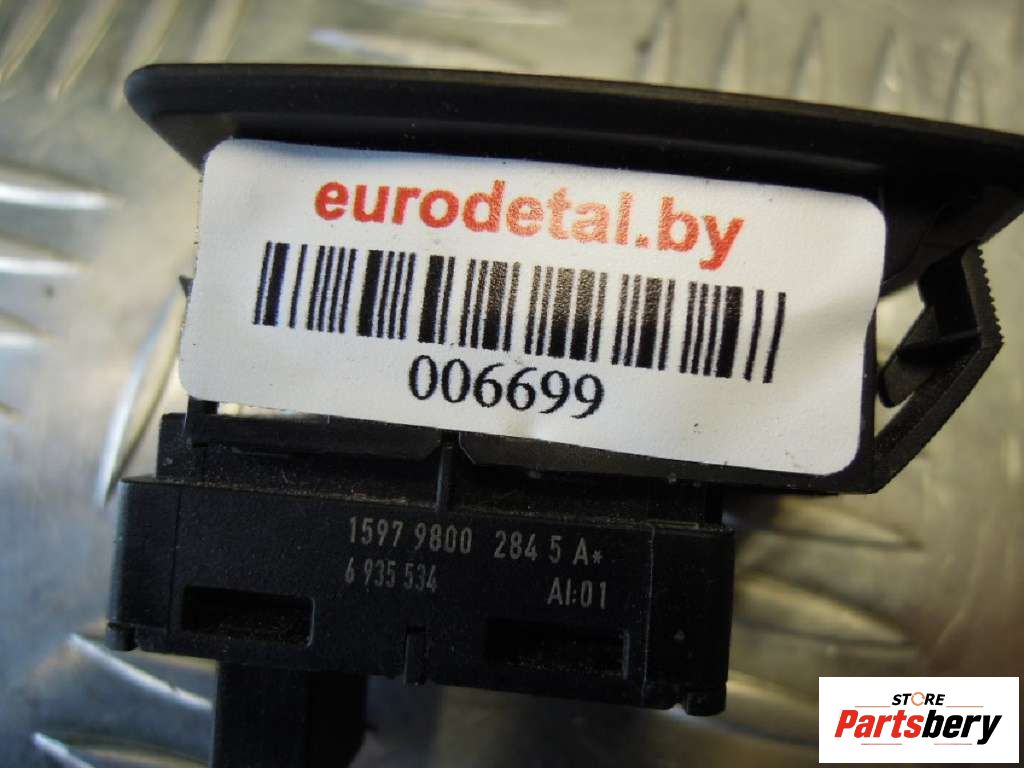 eurodetal.by
006699
1597 9800 284 5 A*
6 935 534 AI:01
STORE
Partsbery